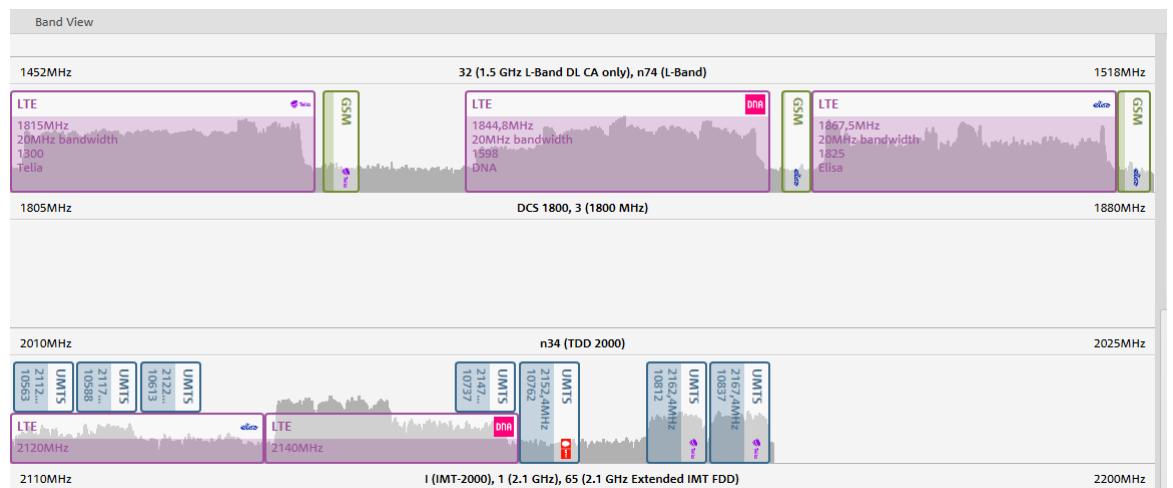 Band View
1452MHz 32 (1.5 GHz L-Band DL CA only), n74 (L-Band) 1518MHz
LTE Telia GSM LTE DNA GSM LTE elisa GSM
1815MHz 1844,8MHz 1867,5MHz
20MHz bandwidth 20MHz bandwidth 20MHz bandwidth
1300 1598 1825
Telia DNA Elisa
Telia elisa elisa
1805MHz DCS 1800, 3 (1800 MHz) 1880MHz
2010MHz n34 (TDD 2000) 2025MHz
UMTS 2112... 10563
UMTS 2117... 10588
UMTS 2122... 10613
UMTS 2147... 10737
UMTS 2152,4MHz 10762
UMTS 2162,4MHz 10812
UMTS 2167,4MHz 10837
LTE elisa LTE DNA
2120MHz 2140MHz
2110MHz I (IMT-2000), 1 (2.1 GHz), 65 (2.1 GHz Extended IMT FDD) 2200MHz